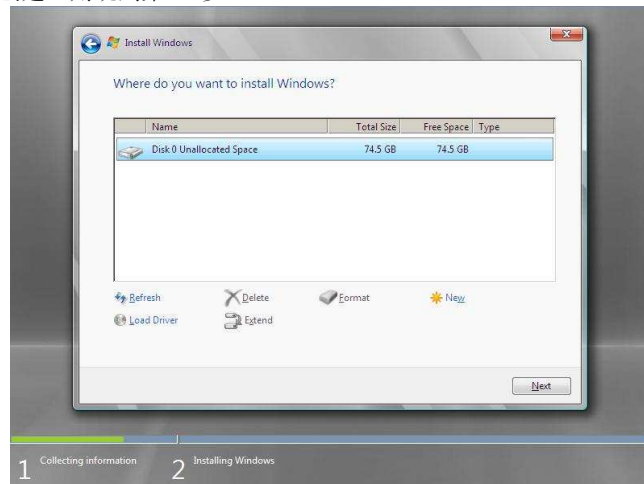 Install Windows
Where do you want to install Windows?
Name Total Size Free Space Type
Disk 0 Unallocated Space 74.5 GB 74.5 GB
Refresh Delete Format New
Load Driver Extend
Next
1 Collecting information 2 Installing Windows